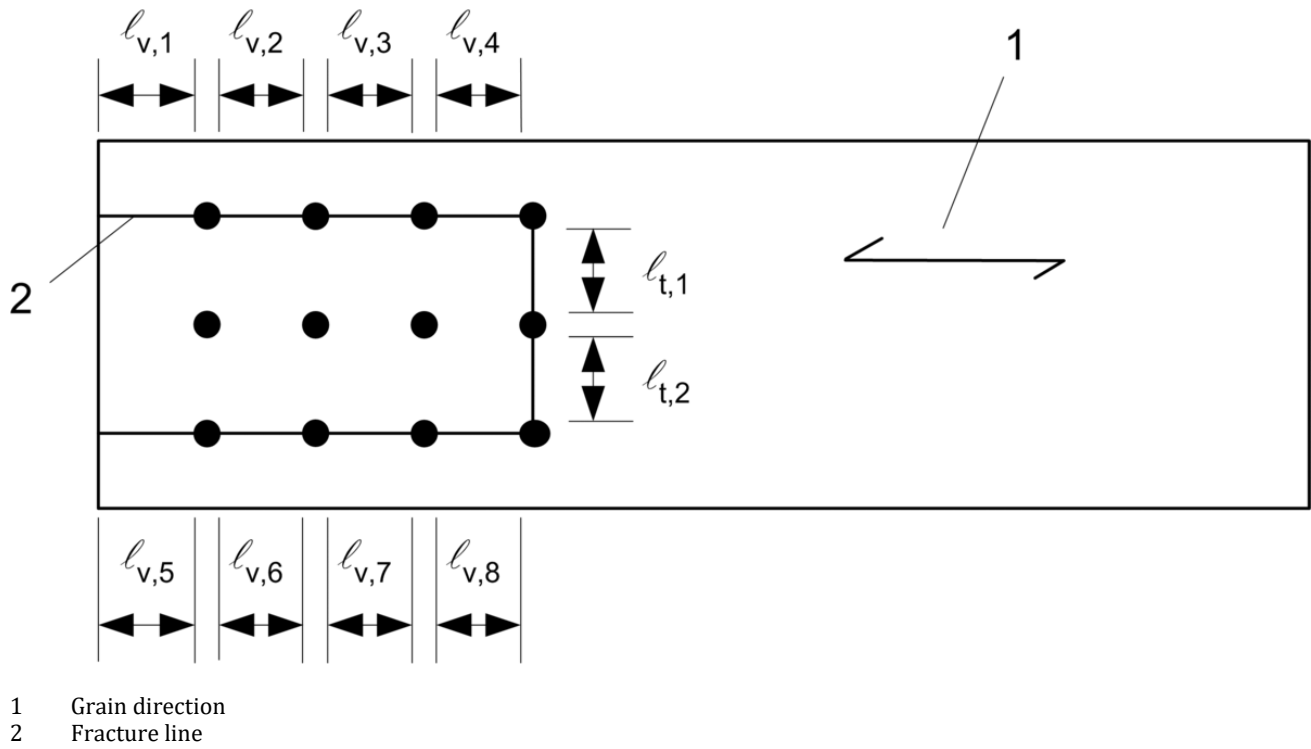 ℓv,1 ℓv,2 ℓv,3 ℓv,4
1
ℓt,1
2
ℓt,2
ℓv,5 ℓv,6 ℓv,7 ℓv,8
1 Grain direction
2 Fracture line